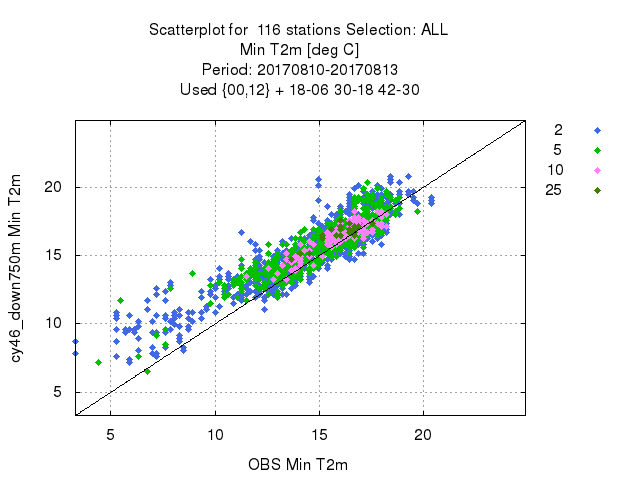 Scatterplot for 116 stations Selection: ALL
Min T2m [deg C]
Period: 20170810-20170813
Used {00,12} + 18-06 30-18 42-30
2
5
10
25
cy46_down750m Min T2m
20
15
10
5
5 10 15 20
OBS Min T2m